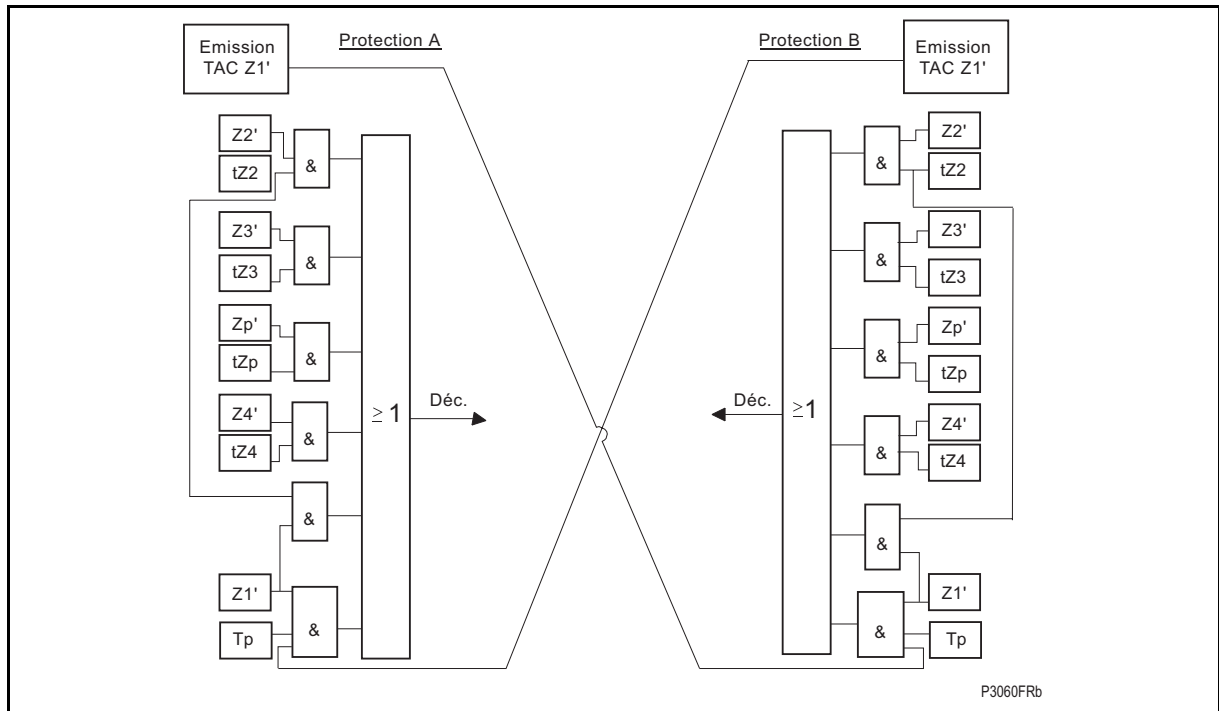 Emission
TAC Z1'
Protection A
Protection B
Emission
TAC Z1'
Z2'
tZ2
&
Z3'
tZ3
&
Zp'
tZp
&
Z4'
tZ4
&
&
Z1'
Tp
&
≥ 1
Déc.
Déc.
≥1
&
Z2'
tZ2
&
Z3'
tZ3
&
Zp'
tZp
&
Z4'
tZ4
&
&
Z1'
Tp
P3060FRb